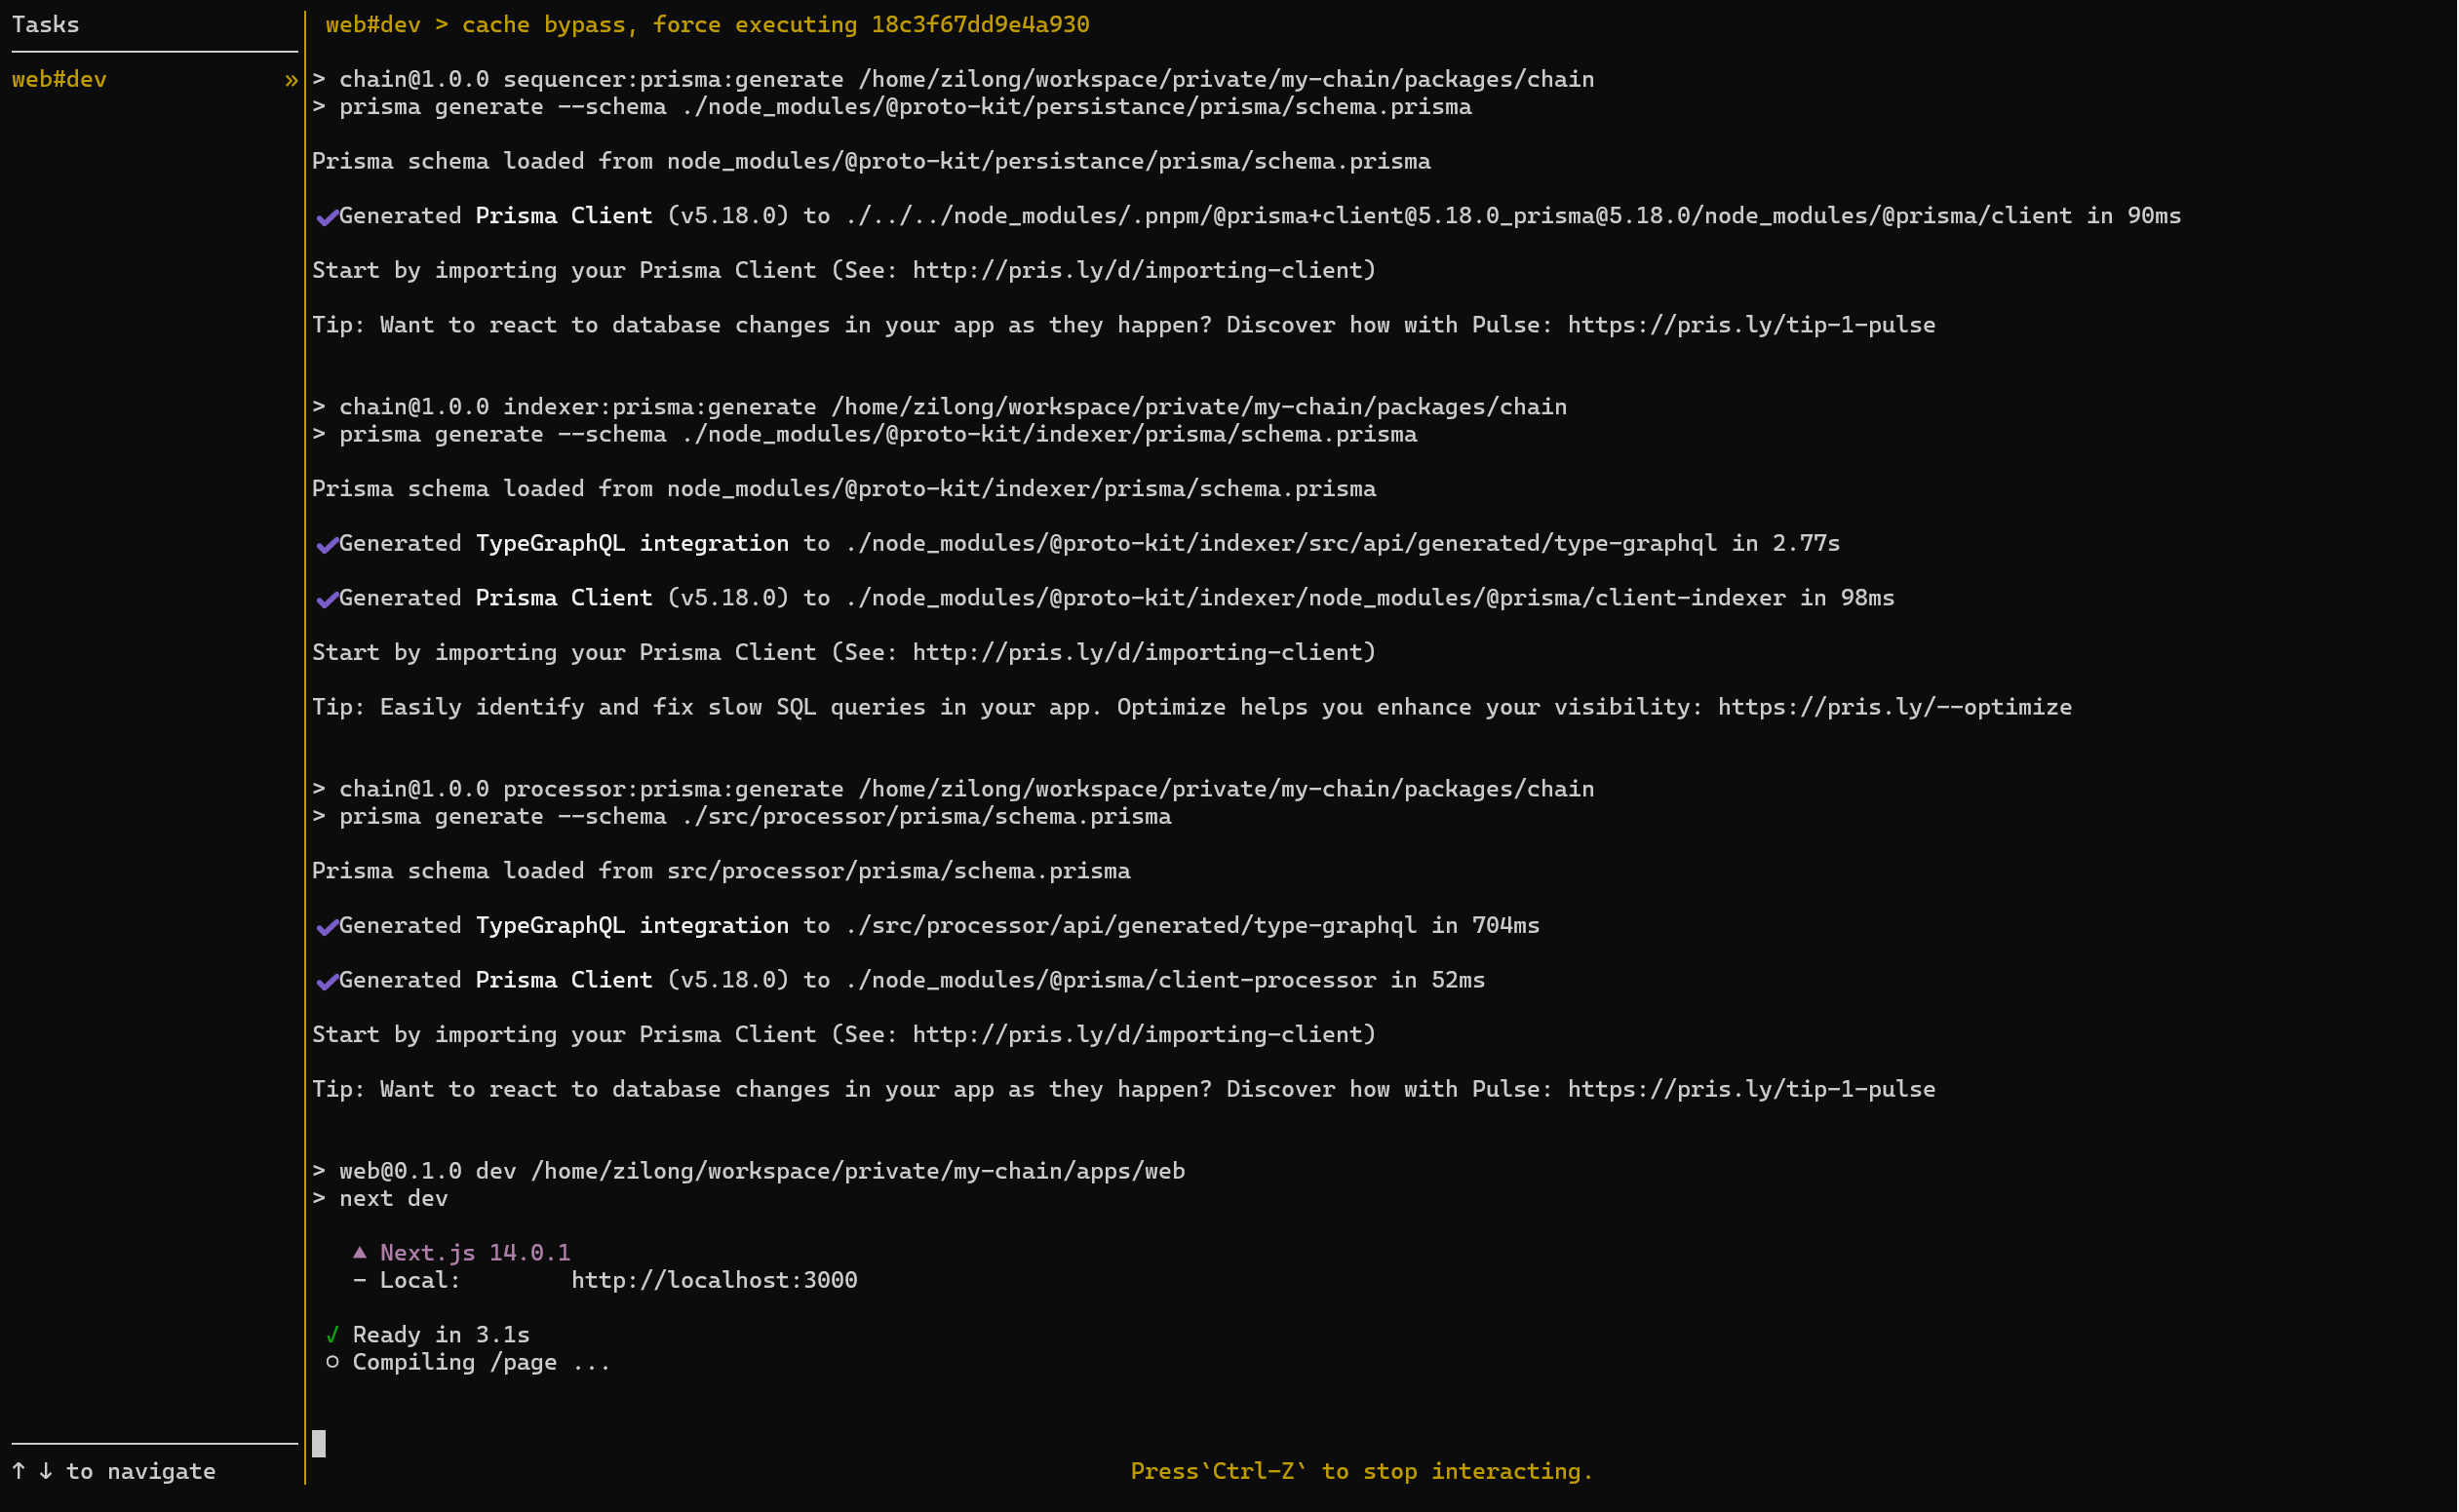 Tasks
web#dev »
↑ ↓ to navigate
web#dev > cache bypass, force executing 18c3f67dd9e4a930
> chain@1.0.0 sequencer:prisma:generate /home/zilong/workspace/private/my-chain/packages/chain
> prisma generate --schema ./node_modules/@proto-kit/persistance/prisma/schema.prisma
Prisma schema loaded from node_modules/@proto-kit/persistance/prisma/schema.prisma
✔Generated Prisma Client (v5.18.0) to ./../../node_modules/.pnpm/@prisma+client@5.18.0_prisma@5.18.0/node_modules/@prisma/client in 90ms
Start by importing your Prisma Client (See: http://pris.ly/d/importing-client)
Tip: Want to react to database changes in your app as they happen? Discover how with Pulse: https://pris.ly/tip-1-pulse
> chain@1.0.0 indexer:prisma:generate /home/zilong/workspace/private/my-chain/packages/chain
> prisma generate --schema ./node_modules/@proto-kit/indexer/prisma/schema.prisma
Prisma schema loaded from node_modules/@proto-kit/indexer/prisma/schema.prisma
✔Generated TypeGraphQL integration to ./node_modules/@proto-kit/indexer/src/api/generated/type-graphql in 2.77s
✔Generated Prisma Client (v5.18.0) to ./node_modules/@proto-kit/indexer/node_modules/@prisma/client-indexer in 98ms
Start by importing your Prisma Client (See: http://pris.ly/d/importing-client)
Tip: Easily identify and fix slow SQL queries in your app. Optimize helps you enhance your visibility: https://pris.ly/--optimize
> chain@1.0.0 processor:prisma:generate /home/zilong/workspace/private/my-chain/packages/chain
> prisma generate --schema ./src/processor/prisma/schema.prisma
Prisma schema loaded from src/processor/prisma/schema.prisma
✔Generated TypeGraphQL integration to ./src/processor/api/generated/type-graphql in 704ms
✔Generated Prisma Client (v5.18.0) to ./node_modules/@prisma/client-processor in 52ms
Start by importing your Prisma Client (See: http://pris.ly/d/importing-client)
Tip: Want to react to database changes in your app as they happen? Discover how with Pulse: https://pris.ly/tip-1-pulse
> web@0.1.0 dev /home/zilong/workspace/private/my-chain/apps/web
> next dev
▲ Next.js 14.0.1
- Local: http://localhost:3000
✓ Ready in 3.1s
○ Compiling /page ...
Press`Ctrl-Z` to stop interacting.